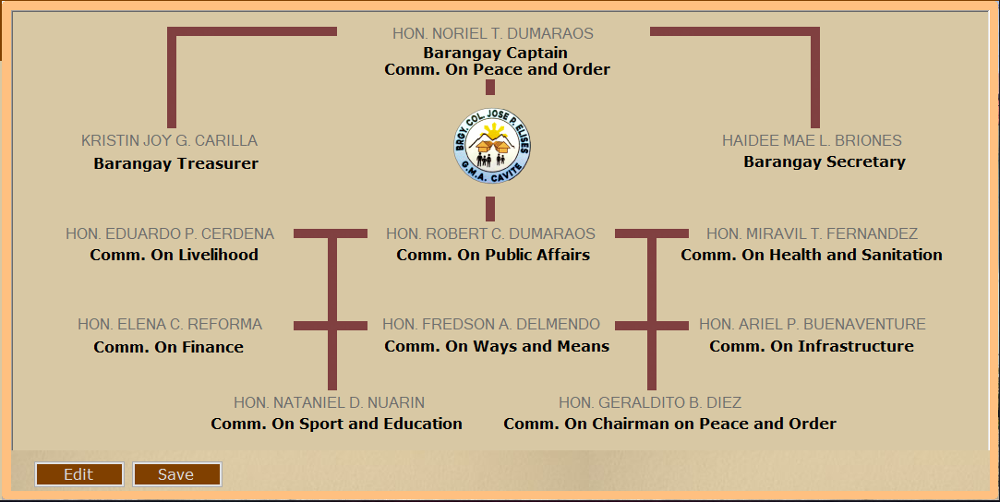 HON. NORIEL T. DUMARAOS
Barangay Captain
Comm. On Peace and Order
BRGY. COL. JOSE P. ELISES
G.M.A. CAVITE
KRISTIN JOY G. CARILLA
Barangay Treasurer
HAIDEE MAE L. BRIONES
Barangay Secretary
HON. EDUARDO P. CERDENA
Comm. On Livelihood
HON. ROBERT C. DUMARAOS
Comm. On Public Affairs
HON. MIRAVIL T. FERNANDEZ
Comm. On Health and Sanitation
HON. ELENA C. REFORMA
Comm. On Finance
HON. FREDSON A. DELMENDO
Comm. On Ways and Means
HON. ARIEL P. BUENAVENTURE
Comm. On Infrastructure
HON. NATANIEL D. NUARIN
Comm. On Sport and Education
HON. GERALDITO B. DIEZ
Comm. On Chairman on Peace and Order
Edit
Save